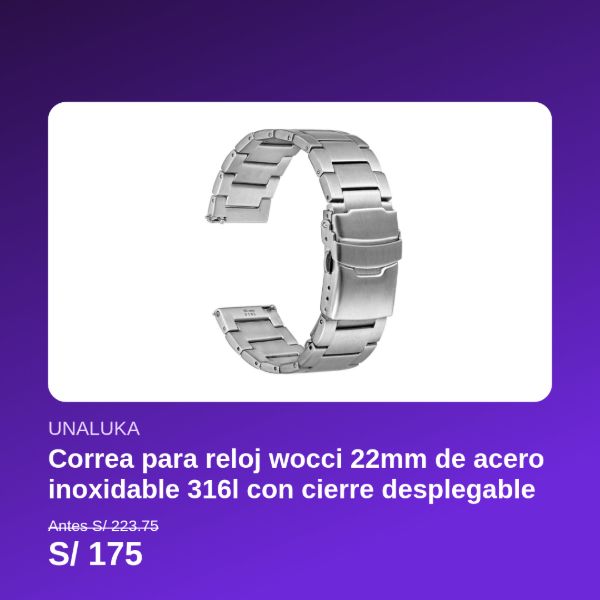 UNALUKA
Correa para reloj wocci 22mm de acero
inoxidable 316l con cierre desplegable
Antes S/ 223.75
S/ 175